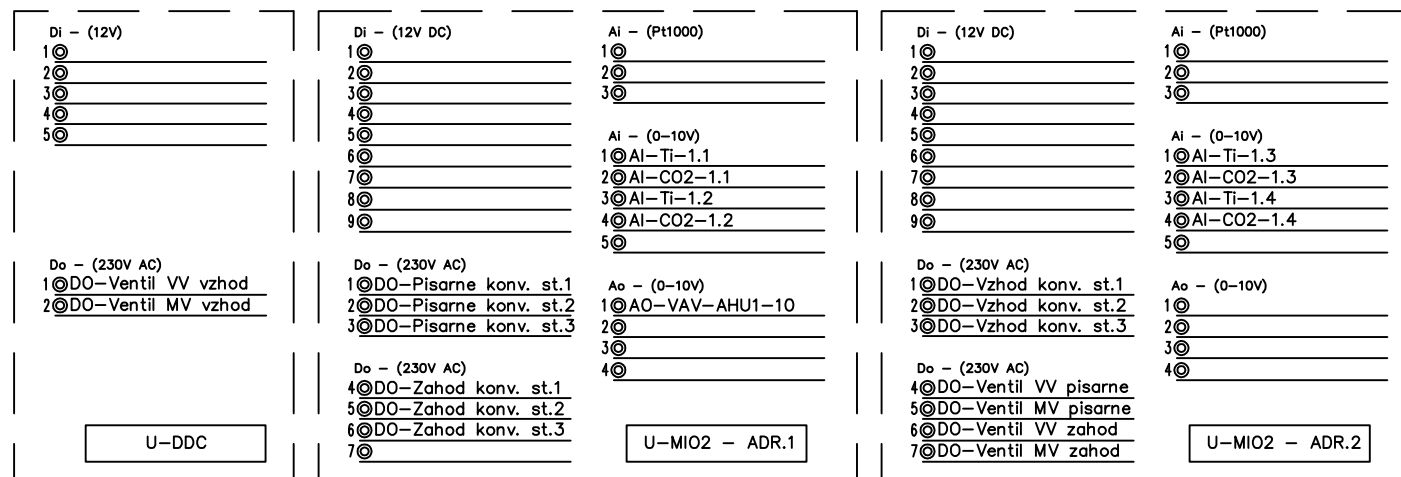 Di - (12V)
1
2
3
4
5
Do - (230V AC)
1 DO-Ventil VV vzhod
2 DO-Ventil MV vzhod
U-DDC
Di - (12V DC)
1
2
3
4
5
6
7
8
9
Do - (230V AC)
1 DO-Pisarne konv. st.1
2 DO-Pisarne konv. st.2
3 DO-Pisarne konv. st.3
Do - (230V AC)
4 DO-Zahod konv. st.1
5 DO-Zahod konv. st.2
6 DO-Zahod konv. st.3
7
Ai - (Pt1000)
1
2
3
Ai - (0-10V)
1 AI-Ti-1.1
2 AI-CO2-1.1
3 AI-Ti-1.2
4 AI-CO2-1.2
5
Ao - (0-10V)
1 AO-VAV-AHU1-10
2
3
4
U-MIO2 - ADR.1
Di - (12V DC)
1
2
3
4
5
6
7
8
9
Do - (230V AC)
1 DO-Vzhod konv. st.1
2 DO-Vzhod konv. st.2
3 DO-Vzhod konv. st.3
Do - (230V AC)
4 DO-Ventil VV pisarne
5 DO-Ventil MV pisarne
6 DO-Ventil VV zahod
7 DO-Ventil MV zahod
Ai - (Pt1000)
1
2
3
Ai - (0-10V)
1 AI-Ti-1.3
2 AI-CO2-1.3
3 AI-Ti-1.4
4 AI-CO2-1.4
5
Ao - (0-10V)
1
2
3
4
U-MIO2 - ADR.2